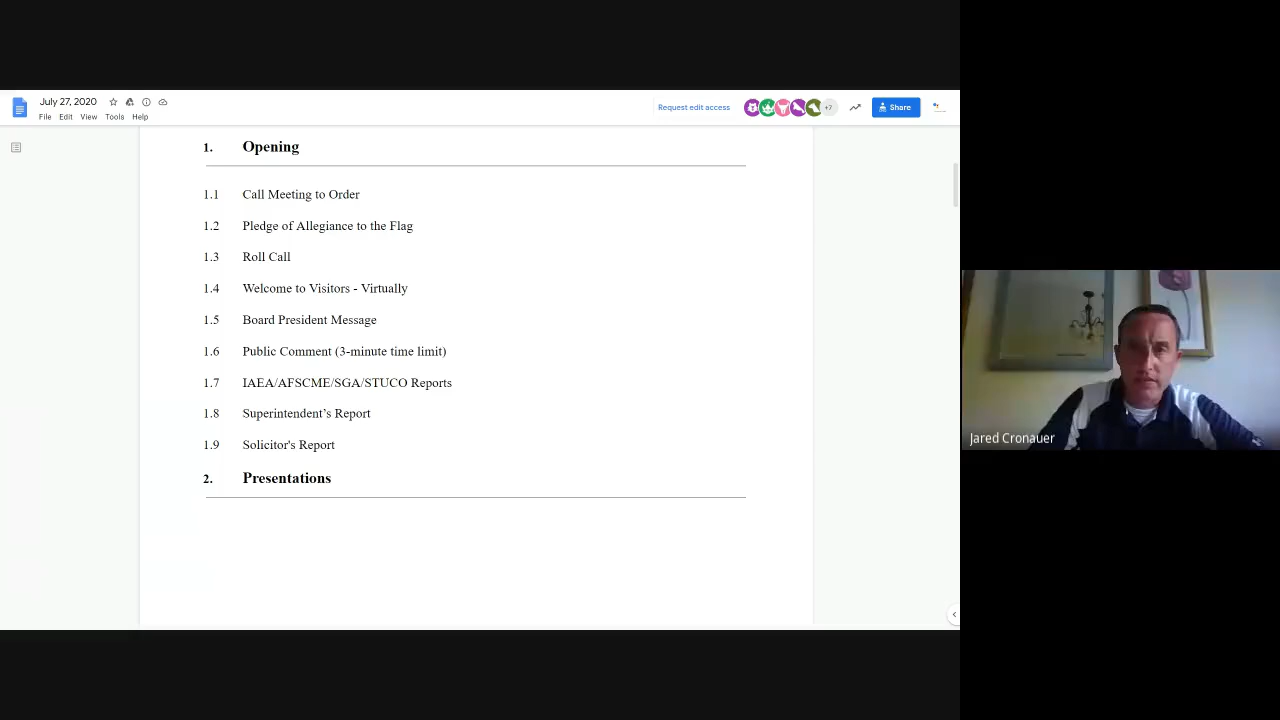 July 27, 2020
File Edit View Tools Help
Request edit access
+7
Share
1. Opening
1.1 Call Meeting to Order
1.2 Pledge of Allegiance to the Flag
1.3 Roll Call
1.4 Welcome to Visitors - Virtually
1.5 Board President Message
1.6 Public Comment (3-minute time limit)
1.7 IAEA/AFSCME/SGA/STUCO Reports
1.8 Superintendent’s Report
1.9 Solicitor's Report
2. Presentations
Jared Cronauer